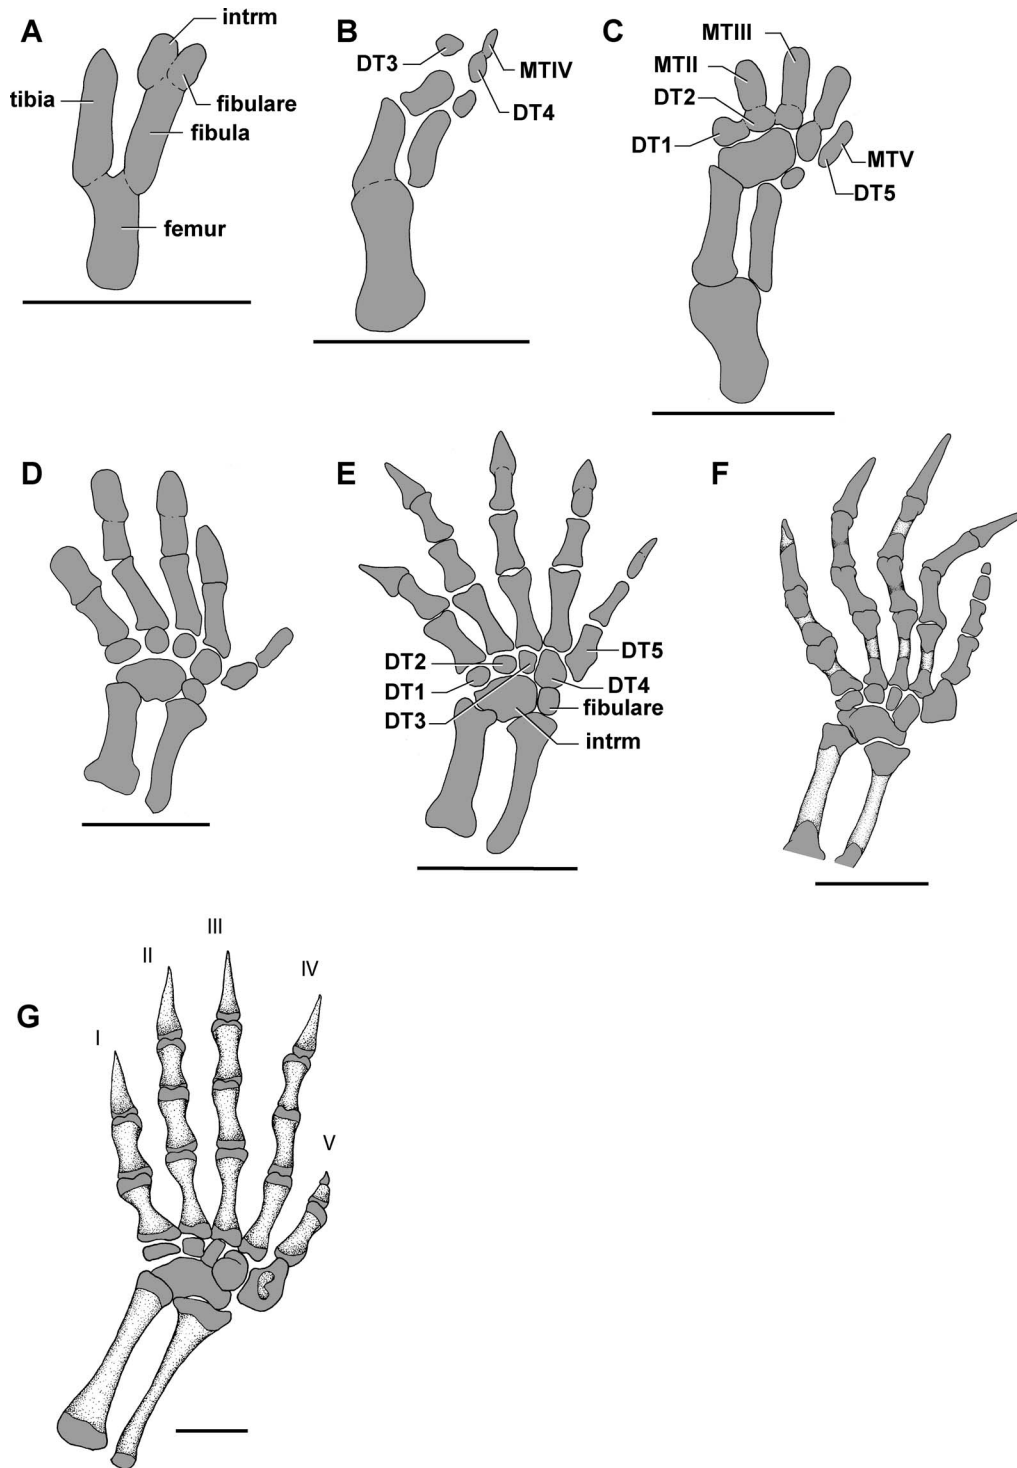 A
intrm
tibia
fibulare
fibula
femur
B
DT3
MTIV
DT4
C
MTIII
MTII
DT2
DT1
MTV
DT5
D
E
DT2
DT1
DT3
DT5
DT4
fibulare
intrm
F
G
I
II
III
IV
V